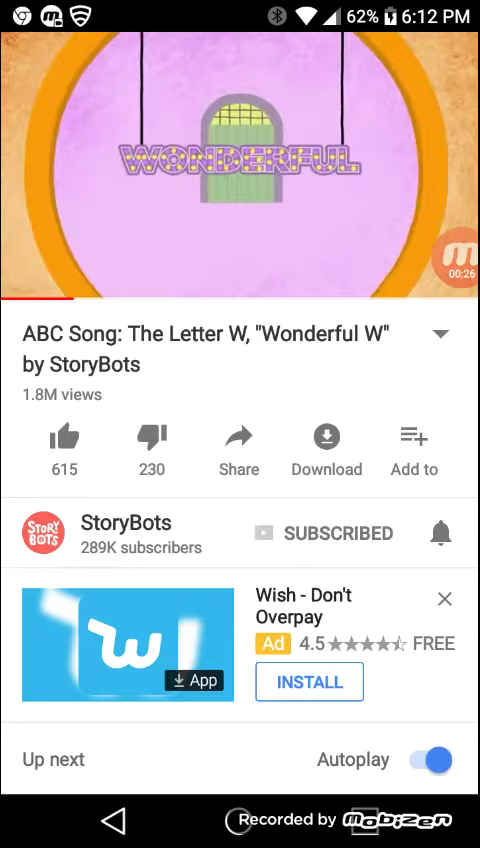 62% 6:12 PM
WONDERFUL
00:26
ABC Song: The Letter W, "Wonderful W"
by StoryBots
1.8M views
615 230 Share Download Add to
STORY
BOTS
StoryBots
289K subscribers
SUBSCRIBED
Wish - Don't
Overpay
Ad 4.5 FREE
INSTALL
App
Up next Autoplay
Recorded by Mobizen